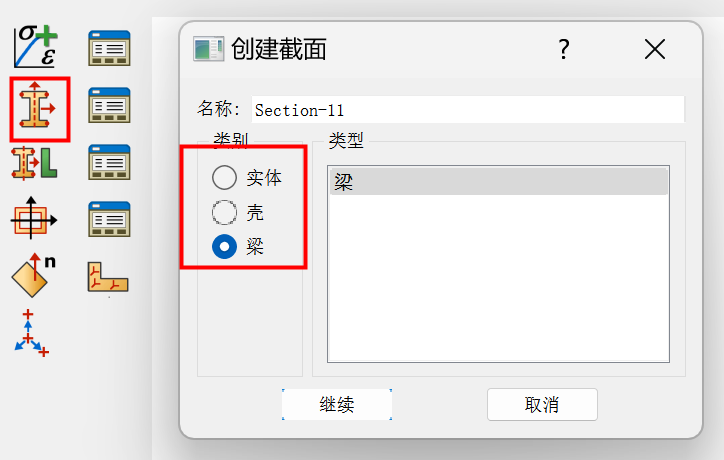 σ
ε
n
创建截面
?
名称: Section-11
类别
实体
壳
梁
类型
梁
继续
取消